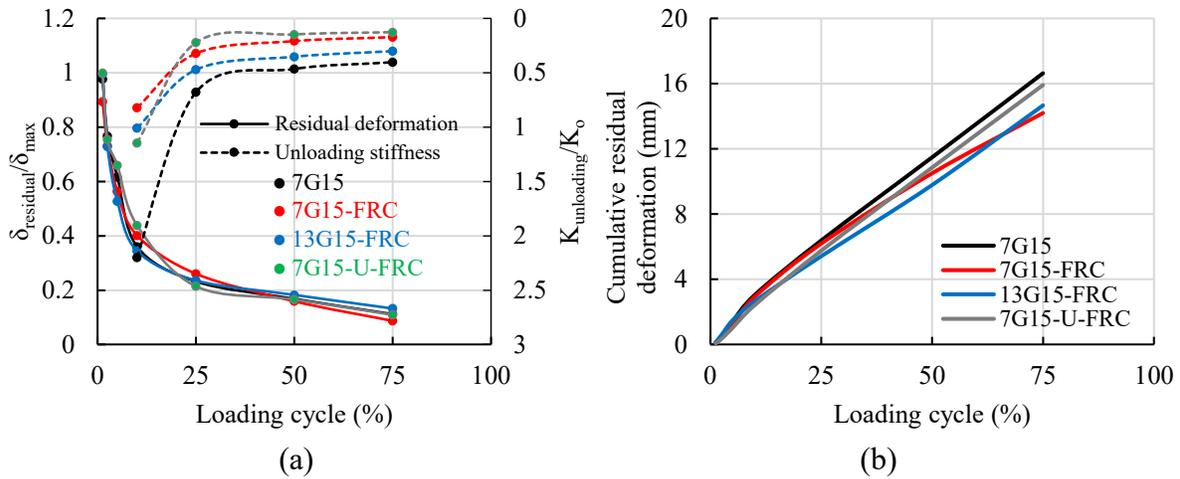 1.2
1
0.8
0.6
0.4
0.2
0
δresidual/δmax
0
0.5
1
1.5
2
2.5
3
Kunloading/Ko
Residual deformation
Unloading stiffness
7G15
7G15-FRC
13G15-FRC
7G15-U-FRC
0 25 50 75 100
Loading cycle (%)
(a)
20
16
12
8
4
0
Cumulative residual
deformation (mm)
7G15
7G15-FRC
13G15-FRC
7G15-U-FRC
0 25 50 75 100
Loading cycle (%)
(b)